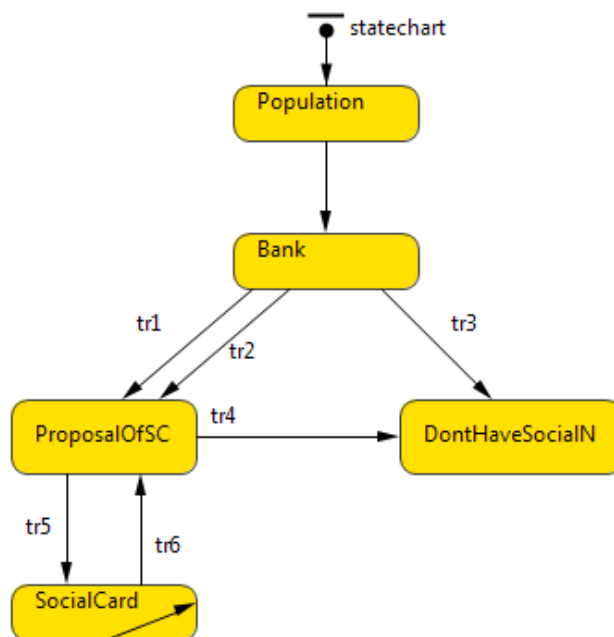 statechart
Population
Bank
tr1
tr2
tr3
ProposalOfSC
tr4
DontHaveSocialN
tr5
tr6
SocialCard